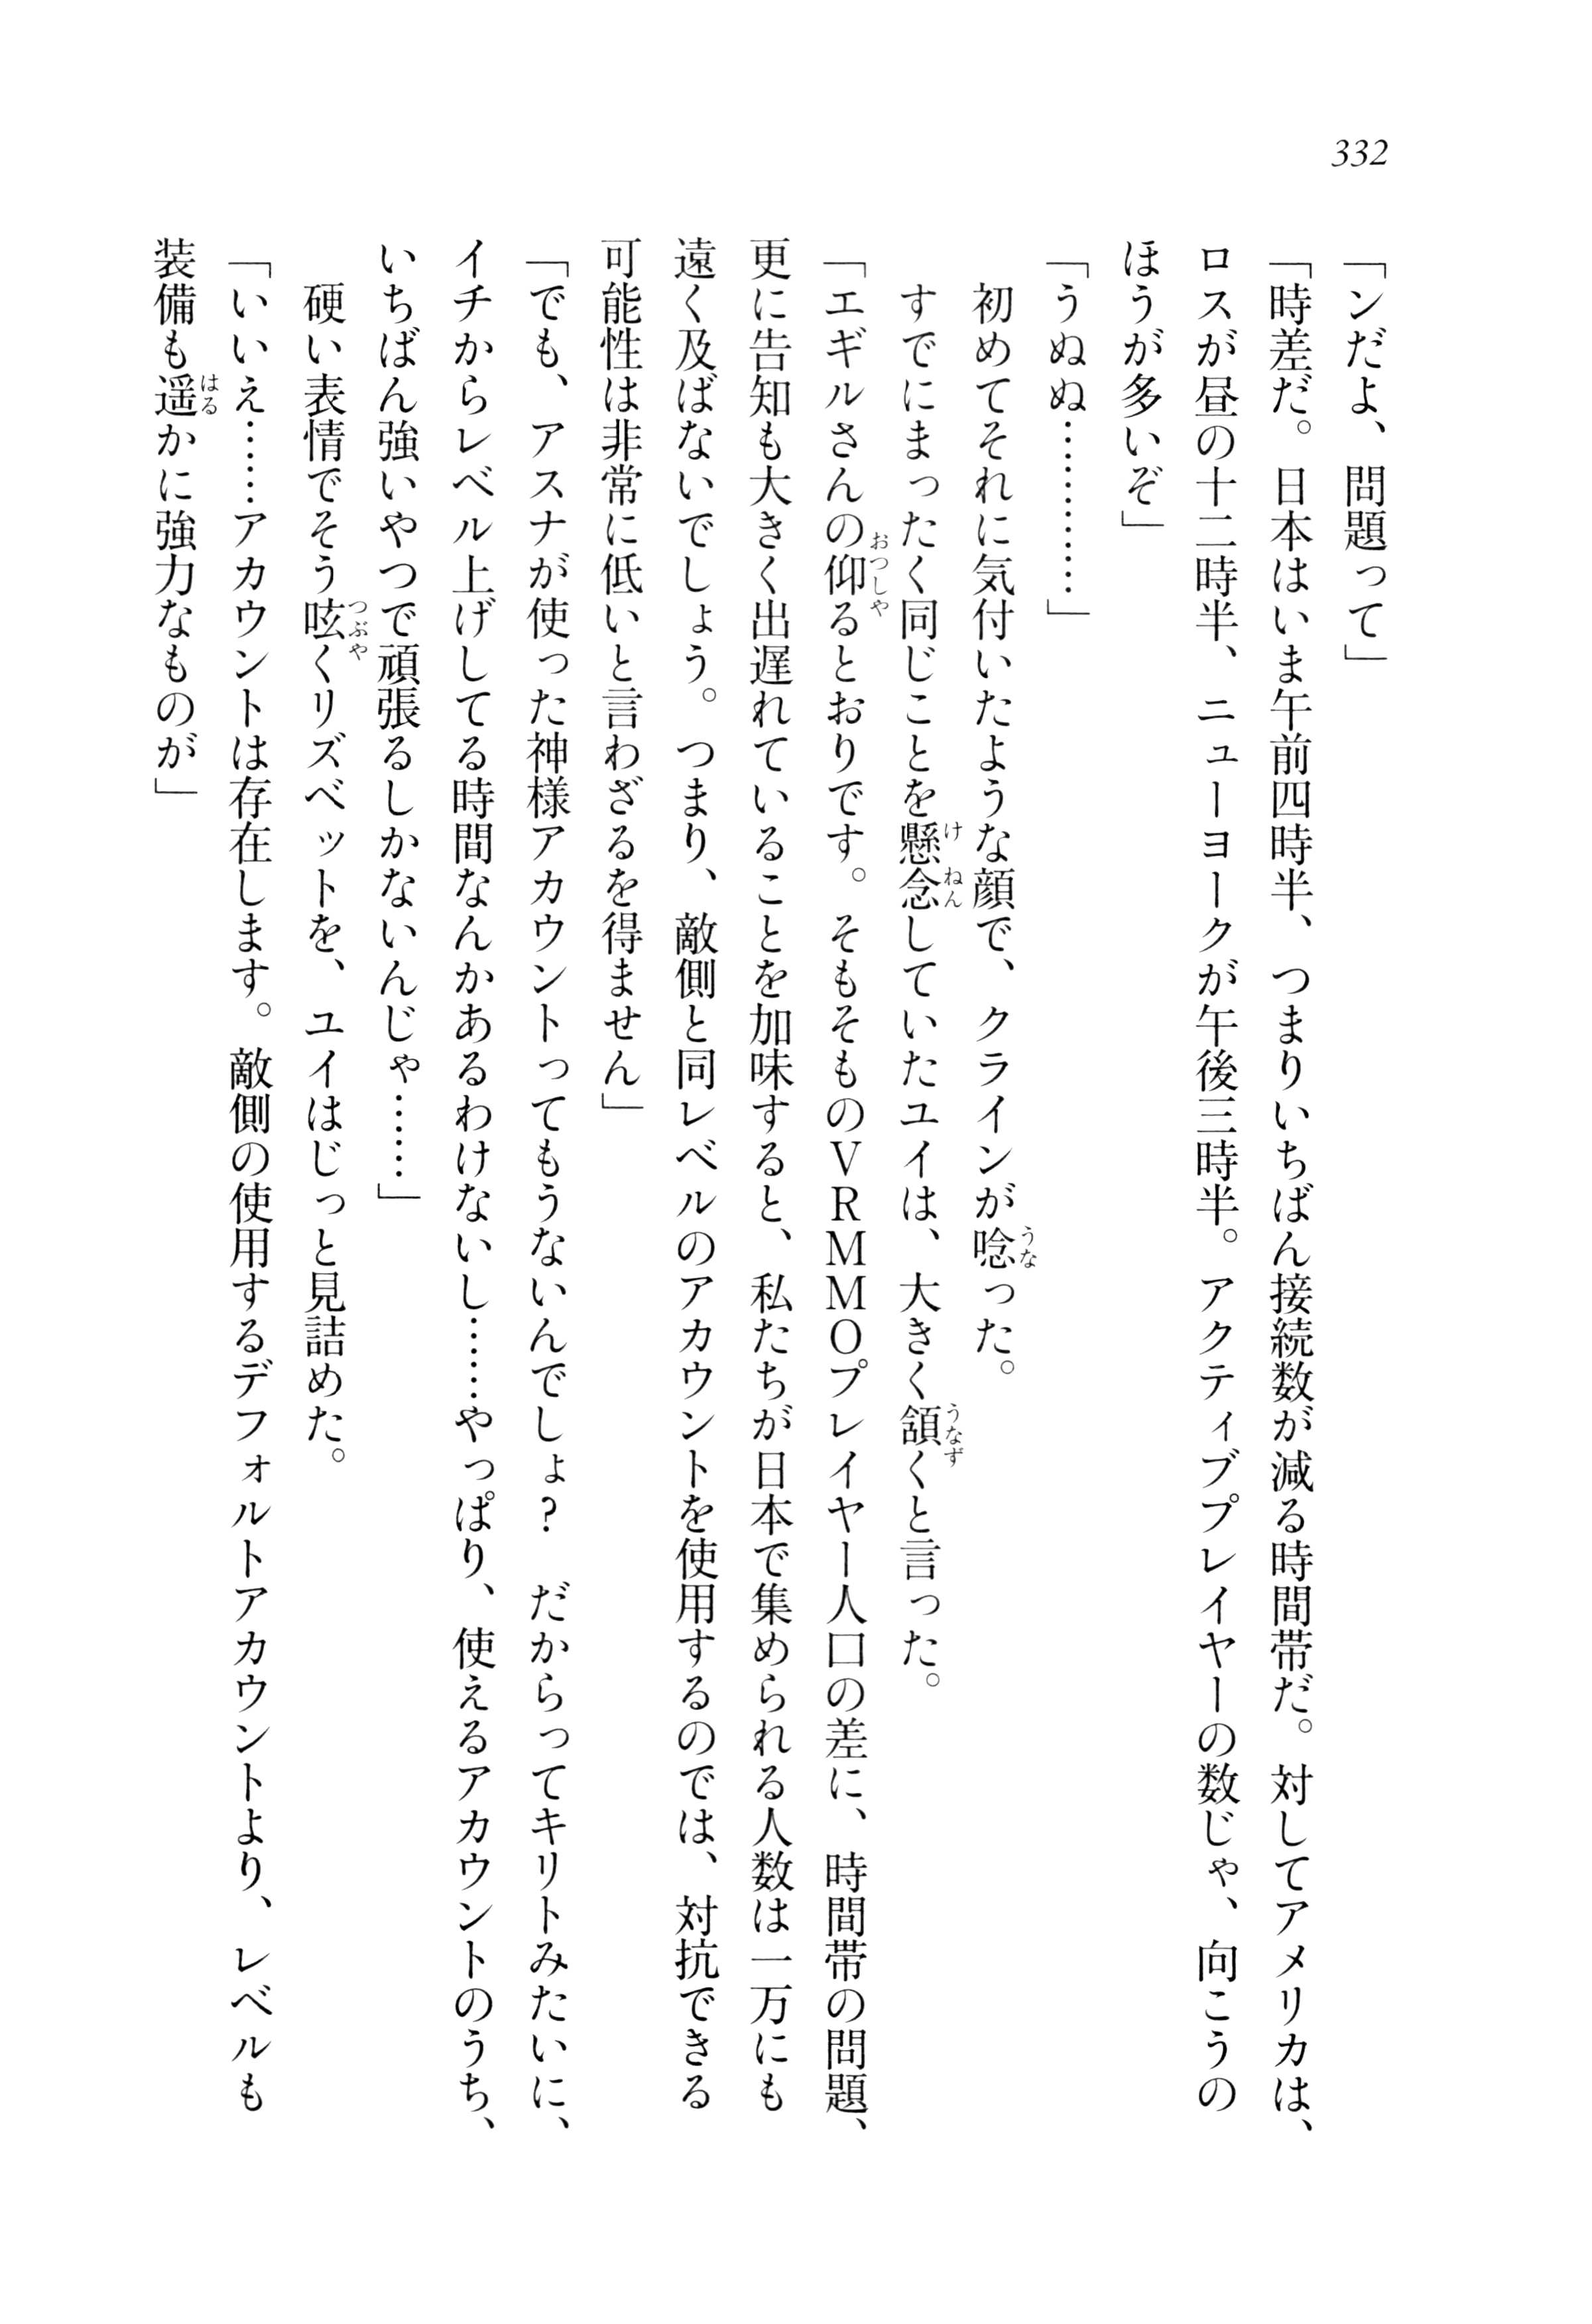 332
「ンだよ、問題って」
「時差だ。日本はいま午前四時半、つまりいちばん接続数が減る時間帯だ。対してアメリカは、
ロスが昼の十二時半、ニューヨークが午後三時半。アクティブプレイヤーの数じゃ、向こうの
ほうが多いぞ」
「うぬぬ…………」
　初めてそれに気付いたような顔で、クラインが唸った。
　すでにまったく同じことを懸念していたユイは、大きく頷くと言った。
「エギルさんの仰るとおりです。そもそものＶＲＭＭＯプレイヤー人口の差に、時間帯の問題、
更に告知も大きく出遅れていることを加味すると、私たちが日本で集められる人数は一万にも
遠く及ばないでしょう。つまり、敵側と同レベルのアカウントを使用するのでは、対抗できる
可能性は非常に低いと言わざるを得ません」
「でも、アスナが使った神様アカウントってもうないんでしょ？　だからってキリトみたいに、
イチからレベル上げしてる時間なんかあるわけないし……やっぱり、使えるアカウントのうち、
いちばん強いやつで頑張るしかないんじゃ……」
　硬い表情でそう呟くリズベットを、ユイはじっと見詰めた。
「いいえ……アカウントは存在します。敵側の使用するデフォルトアカウントより、レベルも
装備も遥かに強力なものが」